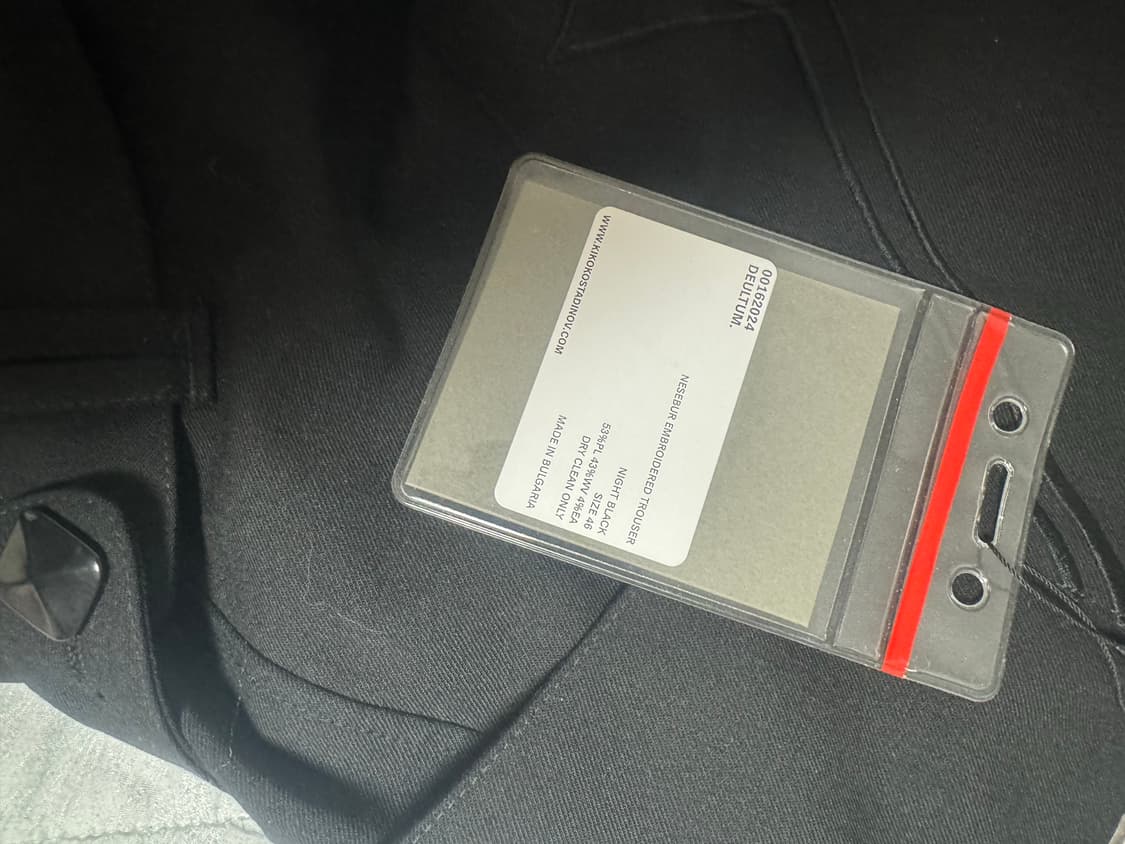 00162024
DEULTUM.
NESEBUR EMBROIDERED TROUSER
NIGHT BLACK
SIZE 46
53%PL 43%WV 4%EA
DRY CLEAN ONLY
MADE IN BULGARIA
WWW.KIKOKOSTADINOV.COM